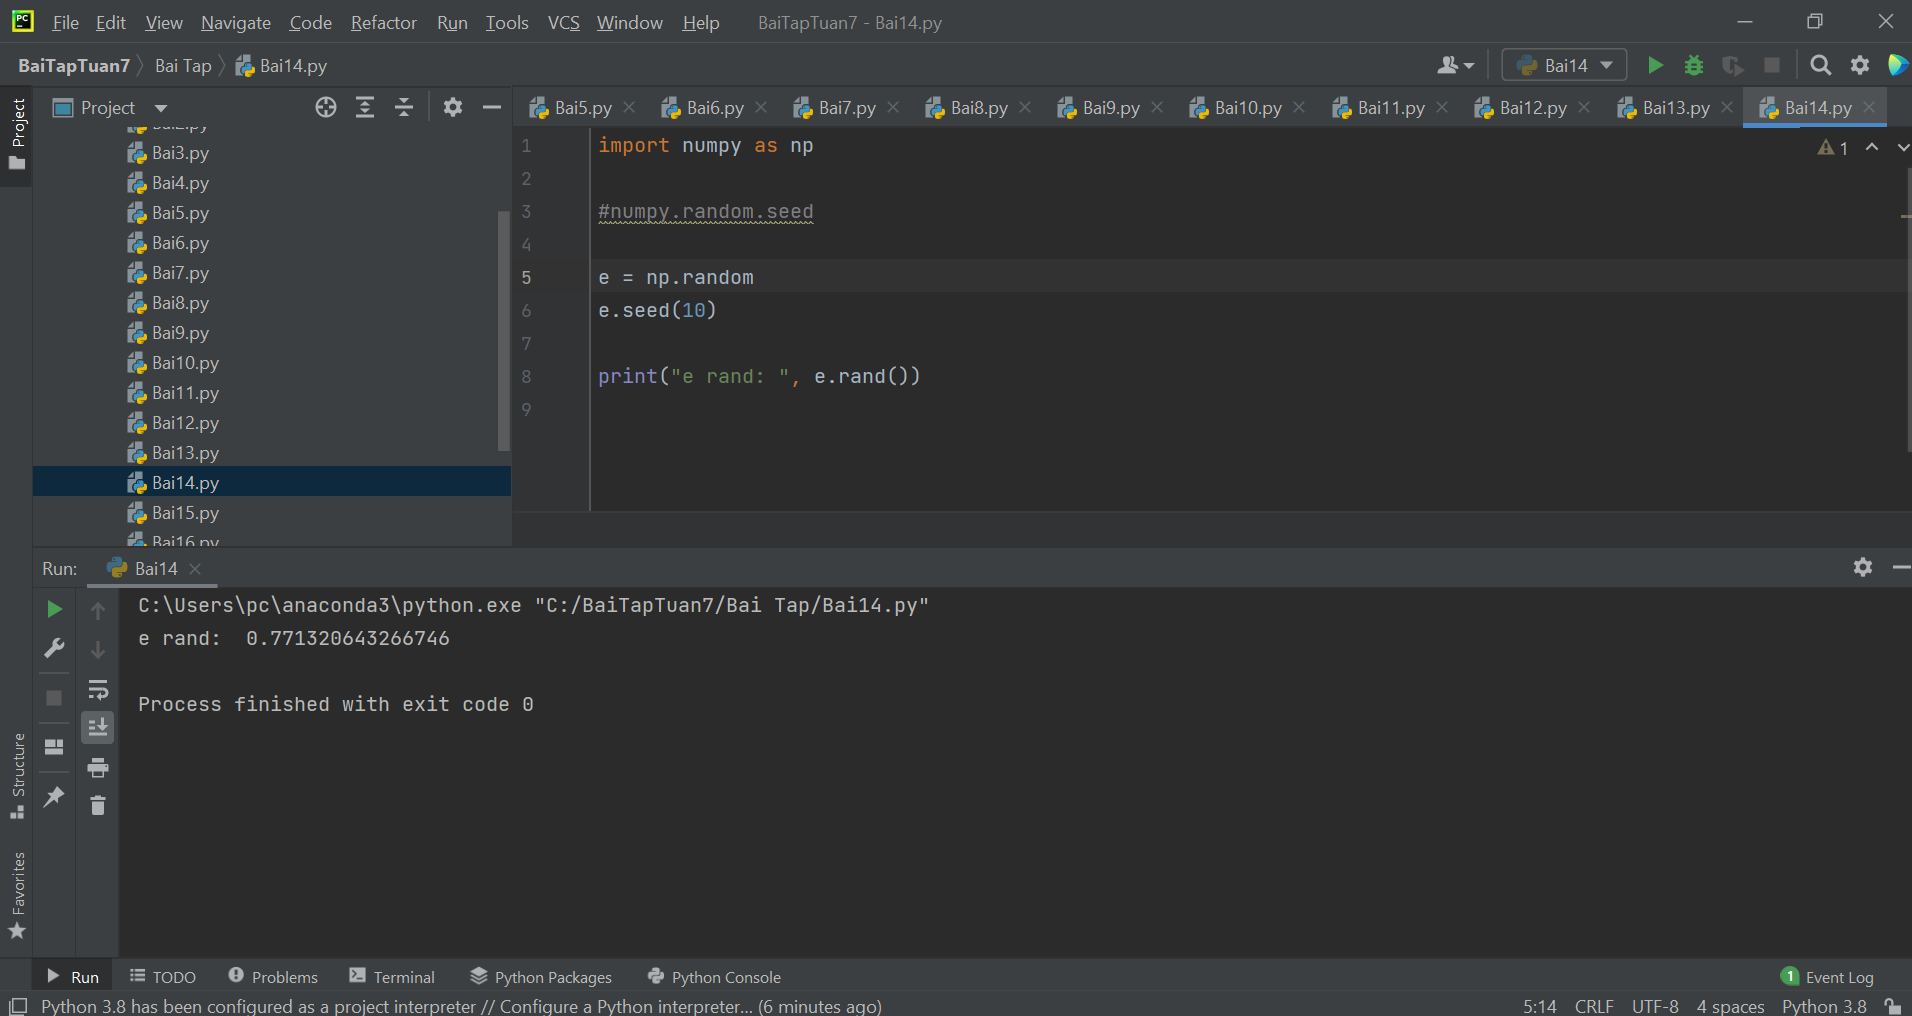 File Edit View Navigate Code Refactor Run Tools VCS Window Help BaiTapTuan7 - Bai14.py
BaiTapTuan7 Bai Tap Bai14.py Bai14
Project
Project
Bai5.py Bai6.py Bai7.py Bai8.py Bai9.py Bai10.py Bai11.py Bai12.py Bai13.py Bai14.py
Bai2.py
Bai3.py
Bai4.py
Bai5.py
Bai6.py
Bai7.py
Bai8.py
Bai9.py
Bai10.py
Bai11.py
Bai12.py
Bai13.py
Bai14.py
Bai15.py
Bai16.py
1 import numpy as np
2
3 #numpy.random.seed
4
5 e = np.random
6 e.seed(10)
7
8 print("e rand: ", e.rand())
9
1
Run: Bai14
C:\Users\pc\anaconda3\python.exe "C:/BaiTapTuan7/Bai Tap/Bai14.py"
e rand:  0.771320643266746
Process finished with exit code 0
Structure
Favorites
Run TODO Problems Terminal Python Packages Python Console 1 Event Log
Python 3.8 has been configured as a project interpreter // Configure a Python interpreter... (6 minutes ago) 5:14 CRLF UTF-8 4 spaces Python 3.8